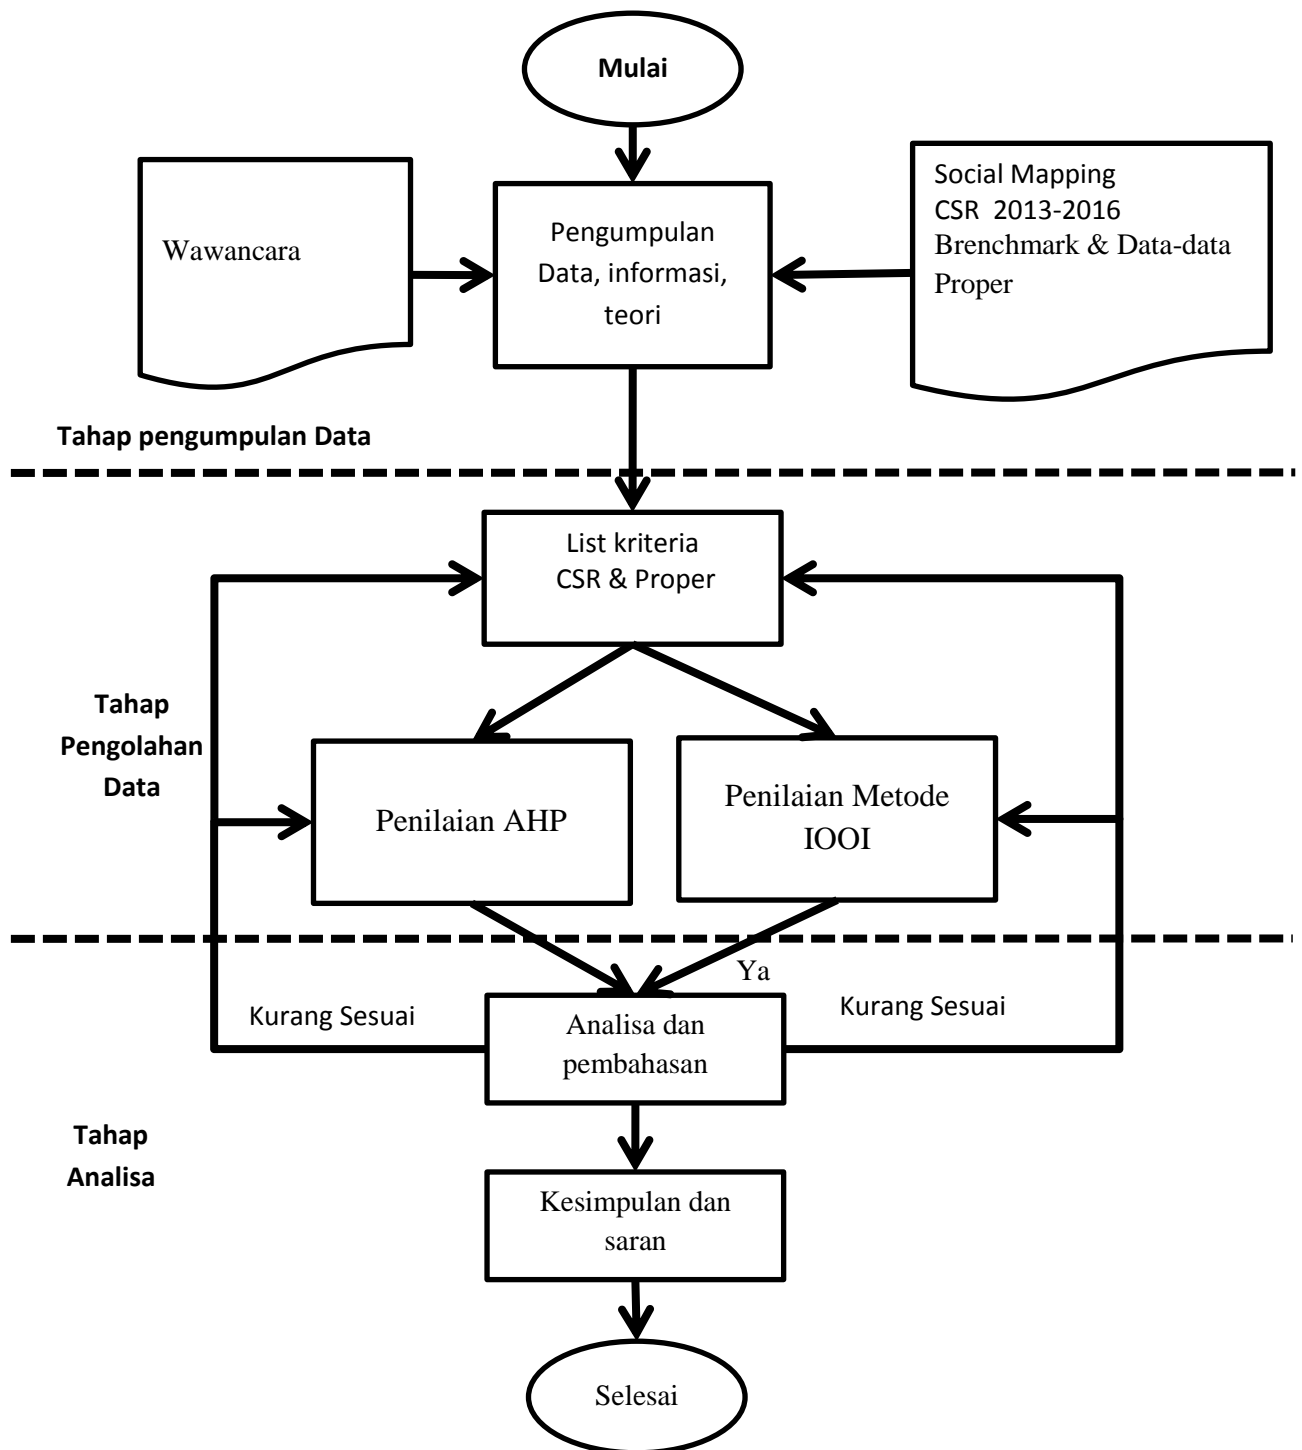 Mulai
Wawancara
Pengumpulan
Data, informasi,
teori
Social Mapping
CSR 2013-2016
Brenchmark & Data-data
Proper
Tahap pengumpulan Data
List kriteria
CSR & Proper
Tahap
Pengolahan
Data
Penilaian AHP
Penilaian Metode
IOOI
Ya
Kurang Sesuai
Kurang Sesuai
Analisa dan
pembahasan
Tahap
Analisa
Kesimpulan dan
saran
Selesai